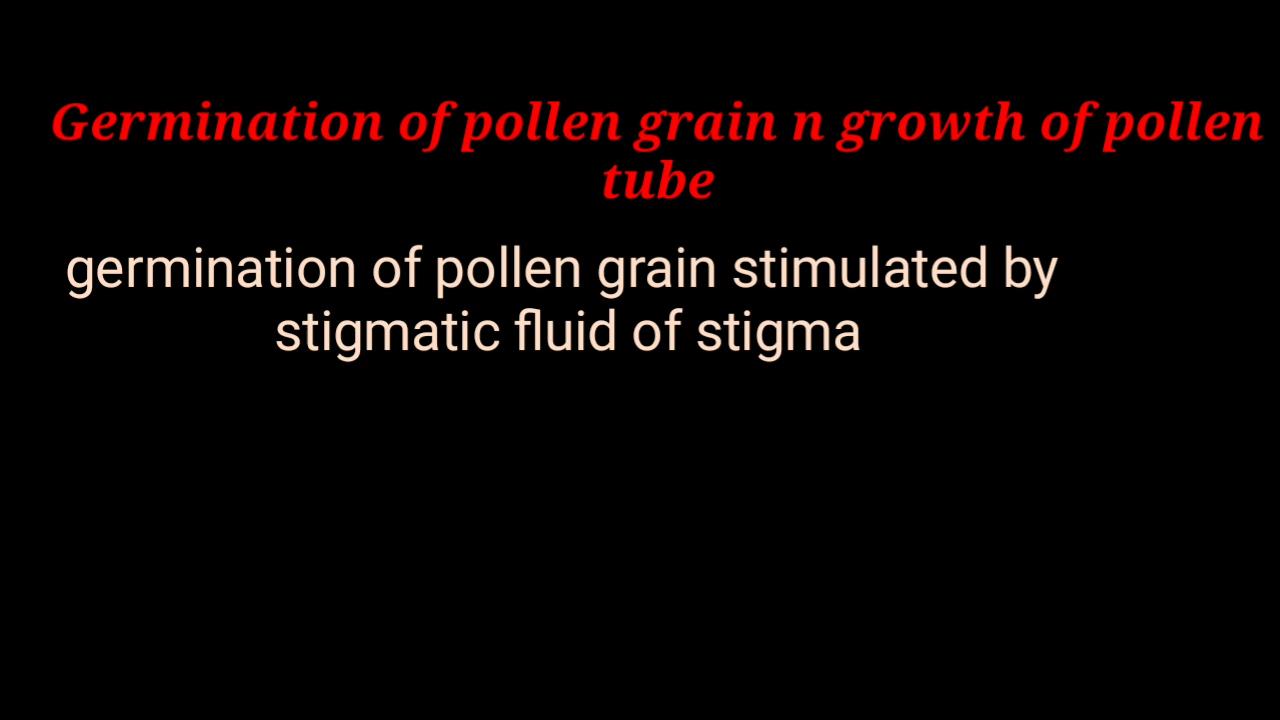 Germination of pollen grain n growth of pollen
tube
germination of pollen grain stimulated by
stigmatic fluid of stigma